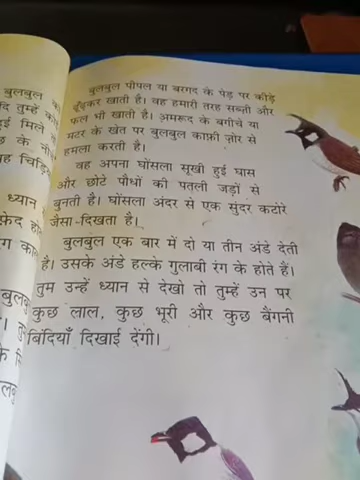 बुलबुल पीपल या बरगद के पेड़ पर कीड़े
ढूँढ़कर खाती है। वह हमारी तरह सब्ज़ी और
फल भी खाती है। अमरूद के बगीचे या
मटर के खेत पर बुलबुल काफ़ी ज़ोर से
हमला करती है।
वह अपना घोंसला सूखी हुई घास
और छोटे पौधों की पतली जड़ों से
बुनती है। घोंसला अंदर से एक सुंदर कटोरे
जैसा दिखता है।
बुलबुल एक बार में दो या तीन अंडे देती
है। उसके अंडे हल्के गुलाबी रंग के होते हैं।
तुम उन्हें ध्यान से देखो तो तुम्हें उन पर
कुछ लाल, कुछ भूरी और कुछ बैंगनी
बिंदियाँ दिखाई देंगी।